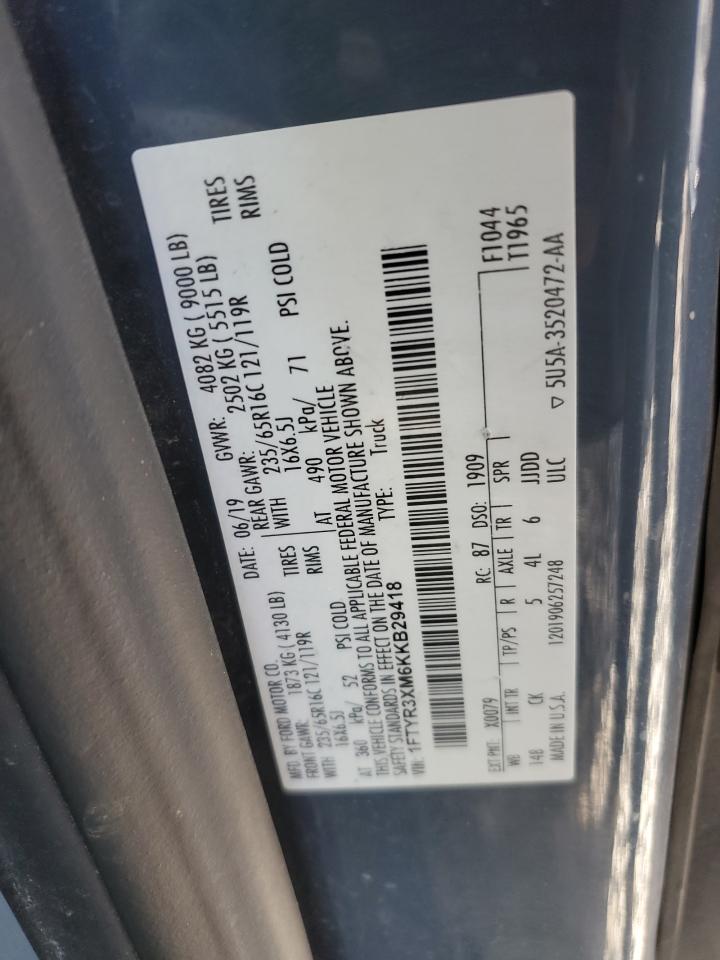 MFD. BY FORD MOTOR CO.
DATE: 06/19 GVWR: 4082 KG ( 9000 LB)
FRONT GAWR: 1873 KG ( 4130 LB) REAR GAWR: 2502 KG ( 5515 LB)
WITH 235/65R16C 121/119R TIRES WITH 235/65R16C 121/119R TIRES
16X6.5J RIMS 16X6.5J RIMS
AT 360 kPa/ 52 PSI COLD AT 490 kPa/ 71 PSI COLD
THIS VEHICLE CONFORMS TO ALL APPLICABLE FEDERAL MOTOR VEHICLE
SAFETY STANDARDS IN EFFECT ON THE DATE OF MANUFACTURE SHOWN ABOVE.
VIN: 1FTYR3XM6KKB29418 TYPE: Truck
EXT PNT: X0079 RC: 87 DSO: 1909 F1044
WB INT TR TP/PS R AXLE TR SPR T1965
148 CK 5 4L 6 JJDD
MADE IN U.S.A. 1201906257248 ULC ▽ 5U5A-3520472-AA